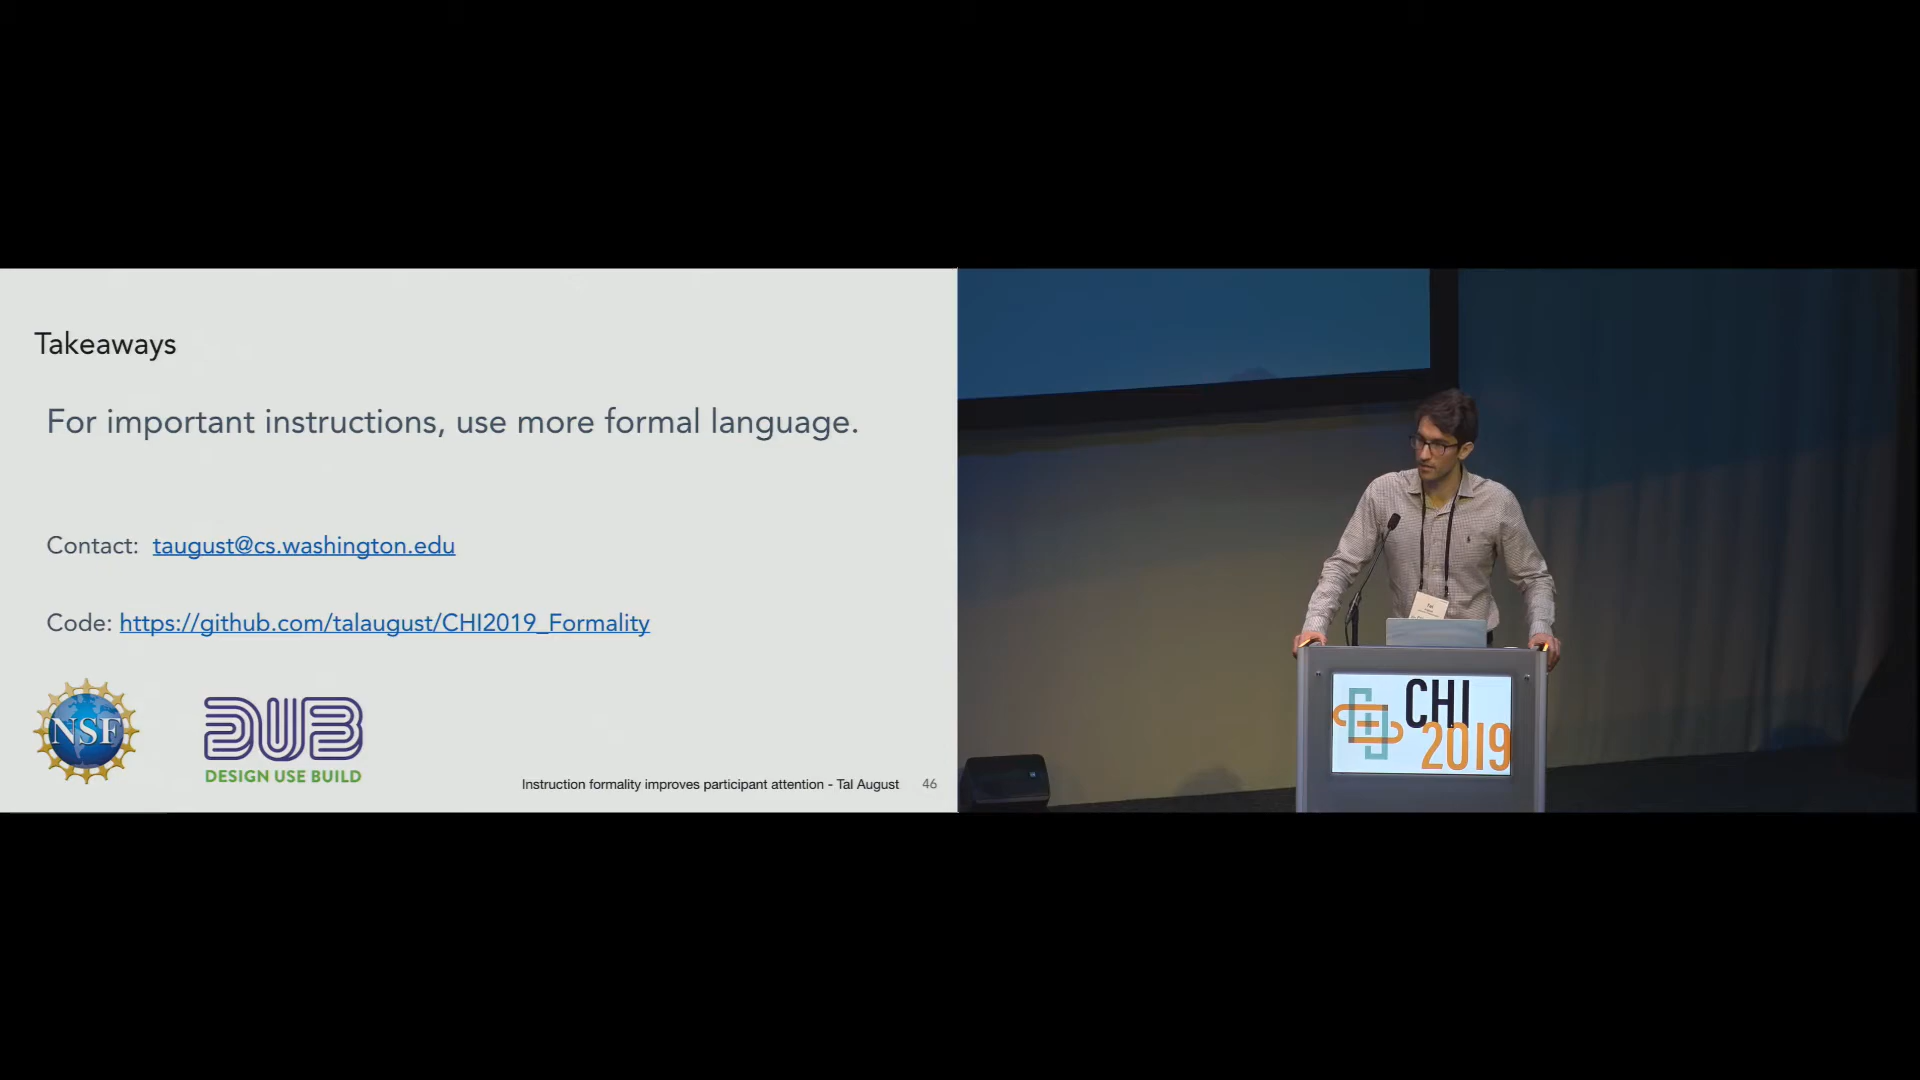 Takeaways
For important instructions, use more formal language.
Contact: taugust@cs.washington.edu
Code: https://github.com/talaugust/CHI2019_Formality
NSF
DUB
DESIGN USE BUILD
Instruction formality improves participant attention - Tal August 46
Tal
CHI
2019